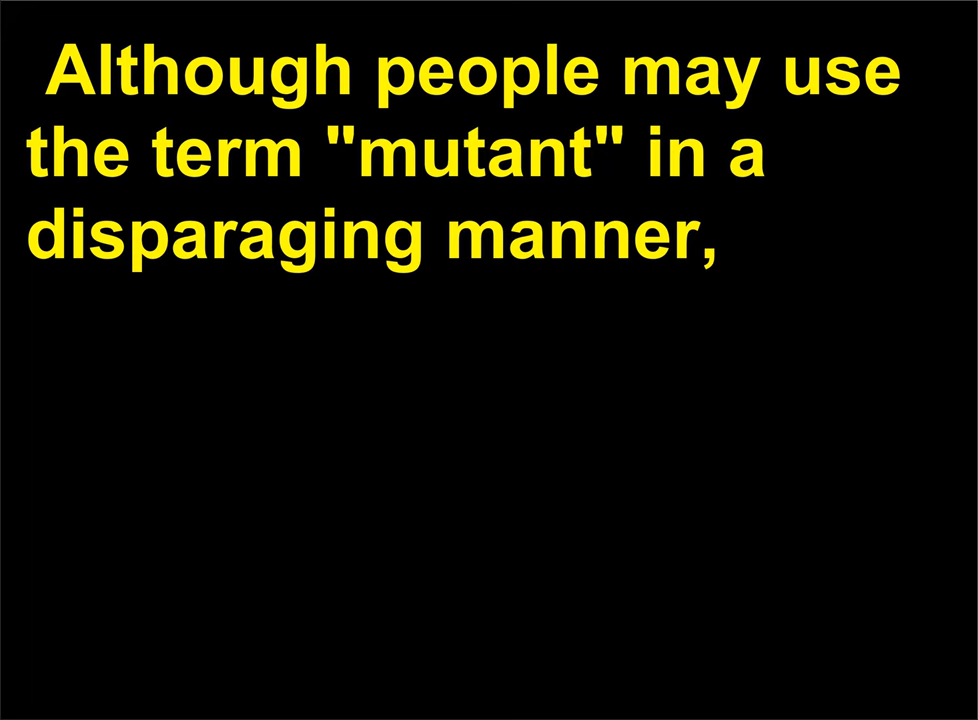 Although people may use
the term "mutant" in a
disparaging manner,